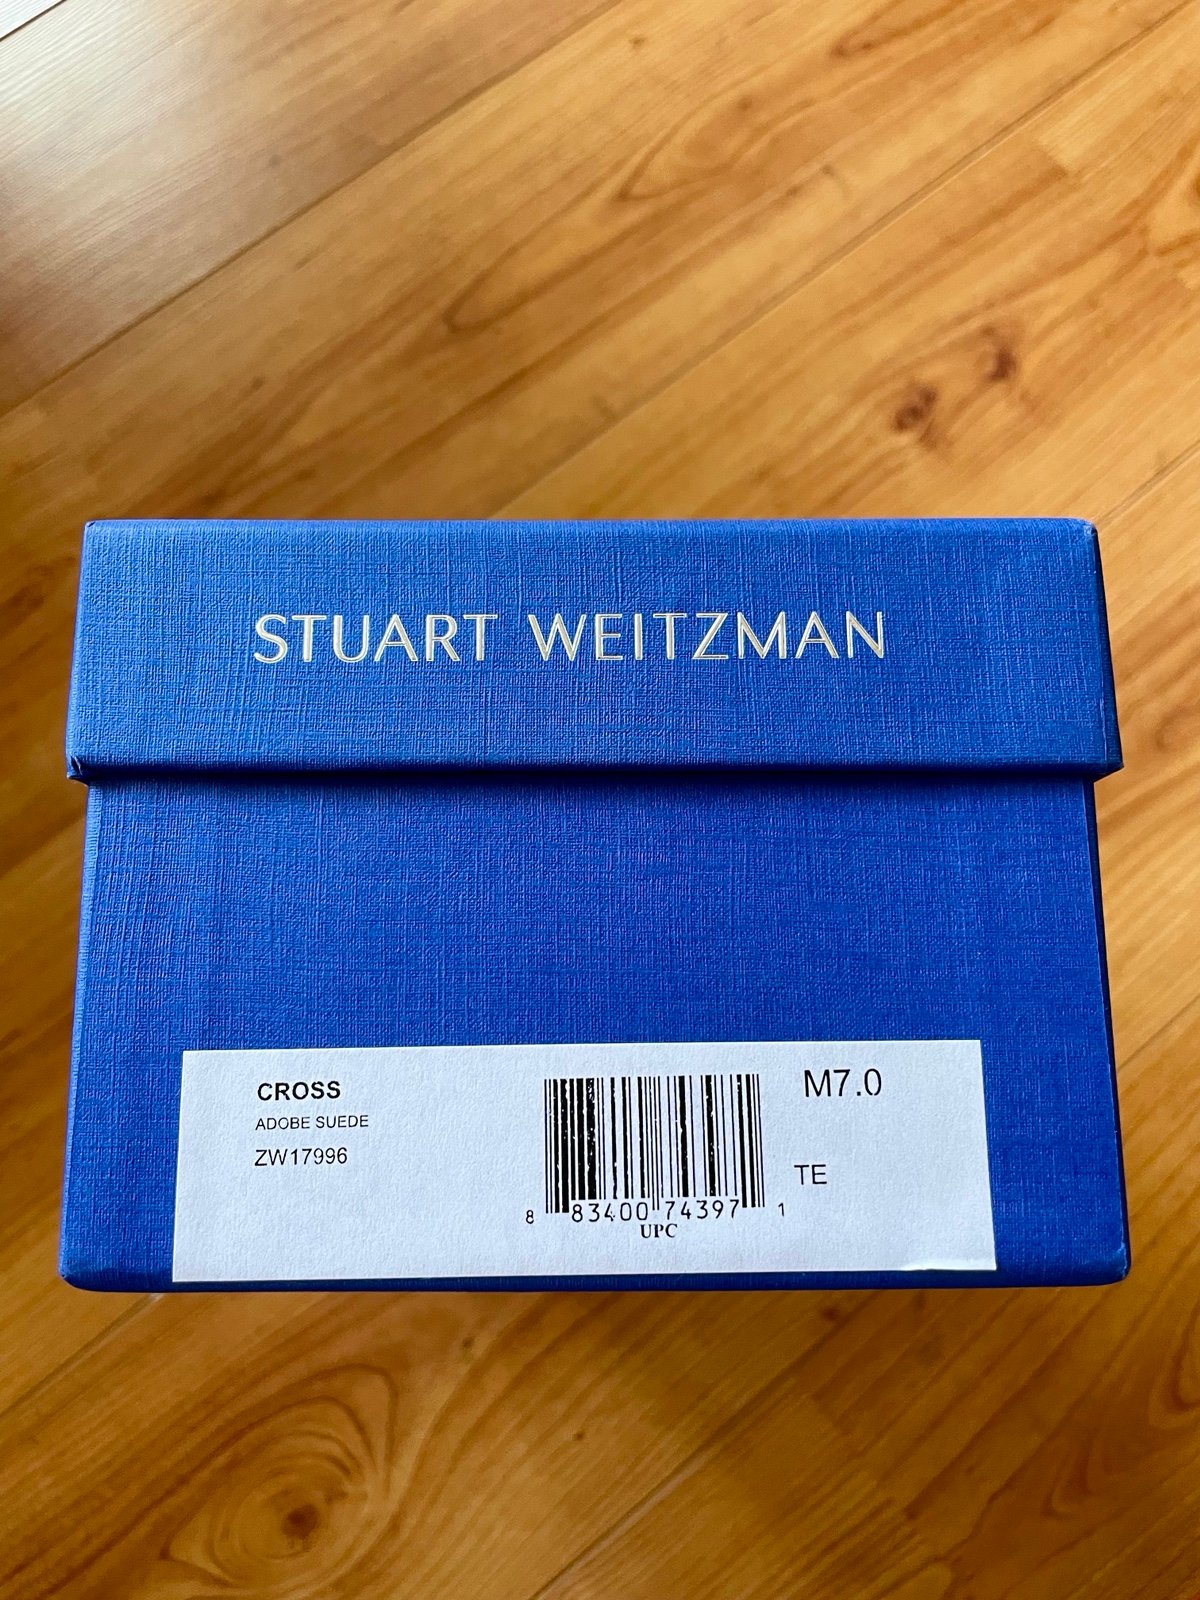 STUART WEITZMAN
CROSS
ADOBE SUEDE
ZW17996
8 83400 74397 1
UPC
M7.0
TE